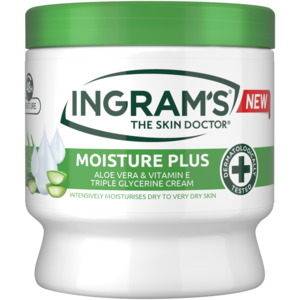 INGRAM'S®
NEW
THE SKIN DOCTOR®
MOISTURE PLUS
ALOE VERA & VITAMIN E
TRIPLE GLYCERINE CREAM
INTENSIVELY MOISTURISES DRY TO VERY DRY SKIN
DERMATOLOGICALLY
TESTED